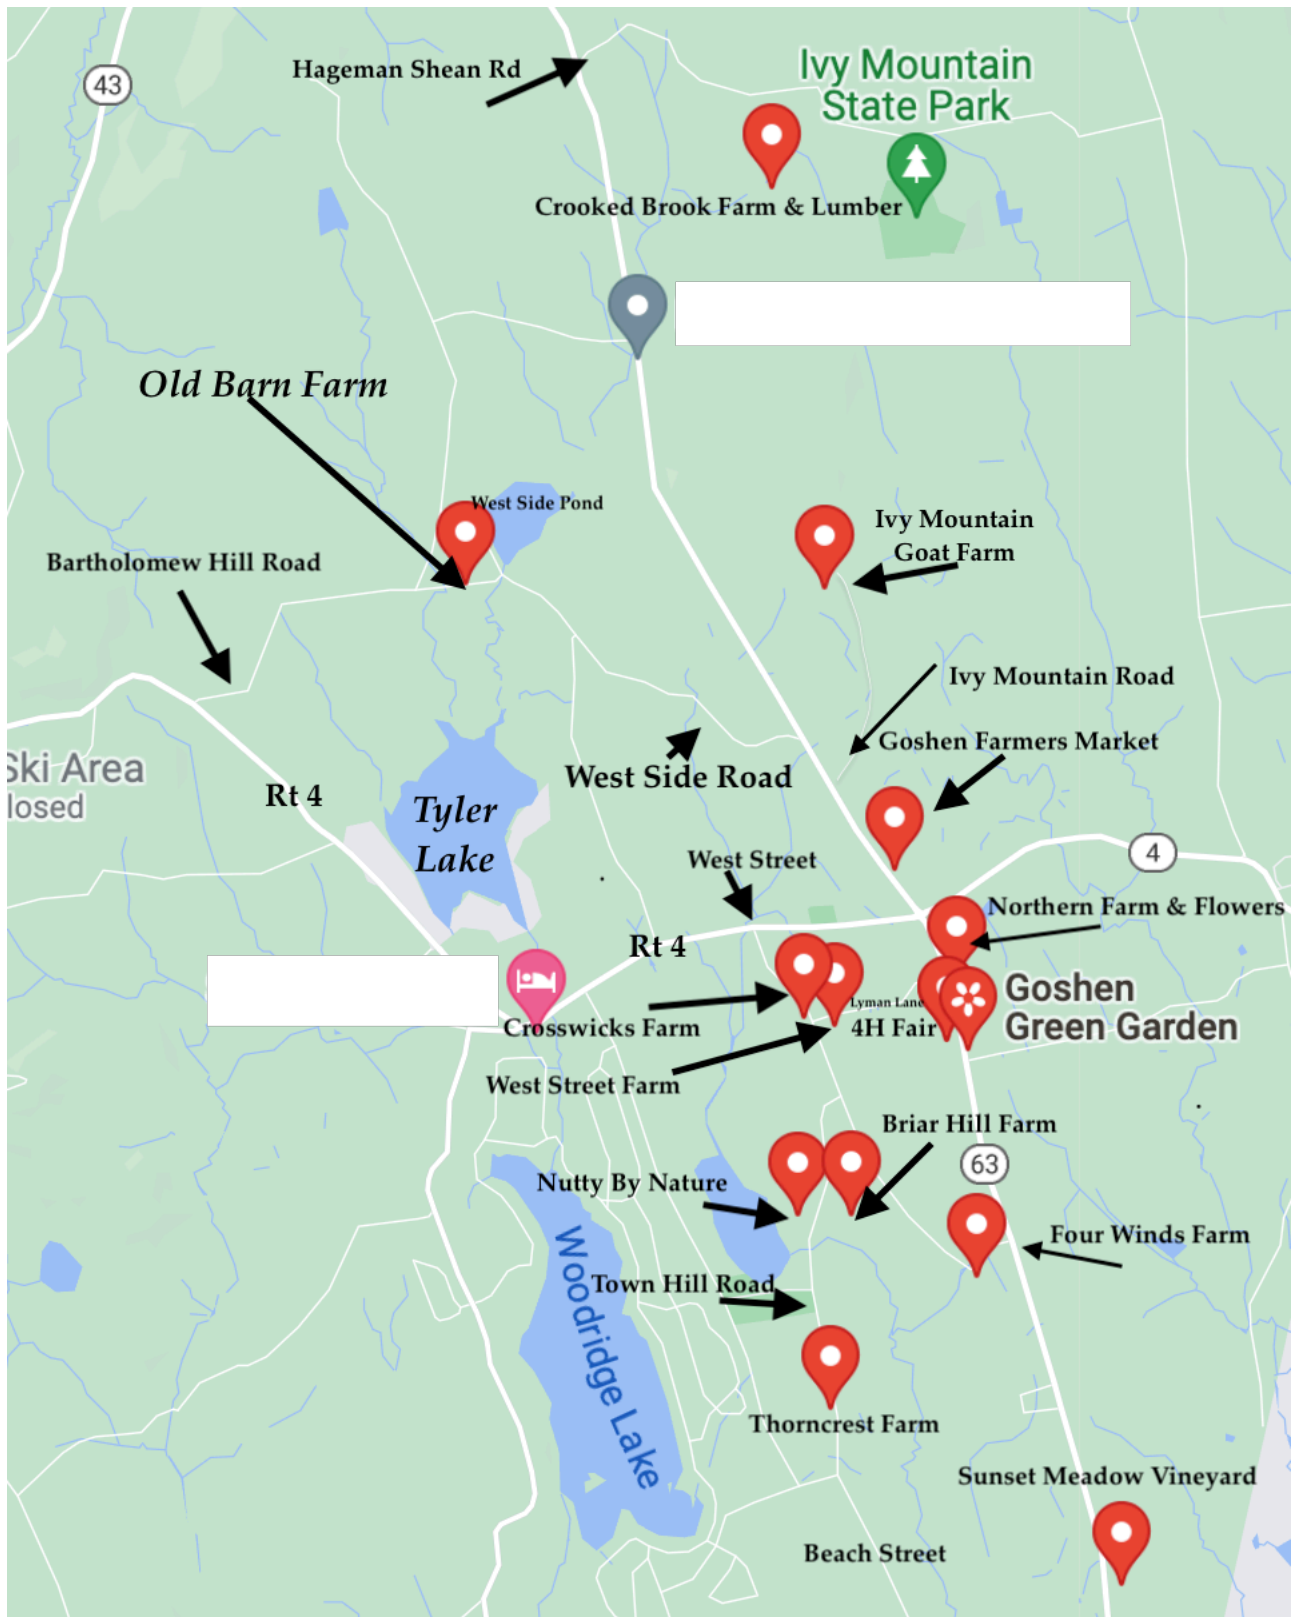 Hageman Shean Rd
Ivy Mountain
State Park
43
Crooked Brook Farm & Lumber
Old Barn Farm
West Side Pond
Ivy Mountain
Goat Farm
Bartholomew Hill Road
Ivy Mountain Road
Goshen Farmers Market
Ski Area
losed
West Side Road
Rt 4
Tyler
Lake
West Street
4
Northern Farm & Flowers
Rt 4
Goshen
Green Garden
Lyman Lane
4H Fair
Crosswicks Farm
West Street Farm
Briar Hill Farm
63
Nutty By Nature
Four Winds Farm
Woodridge Lake
Town Hill Road
Thorncrest Farm
Sunset Meadow Vineyard
Beach Street